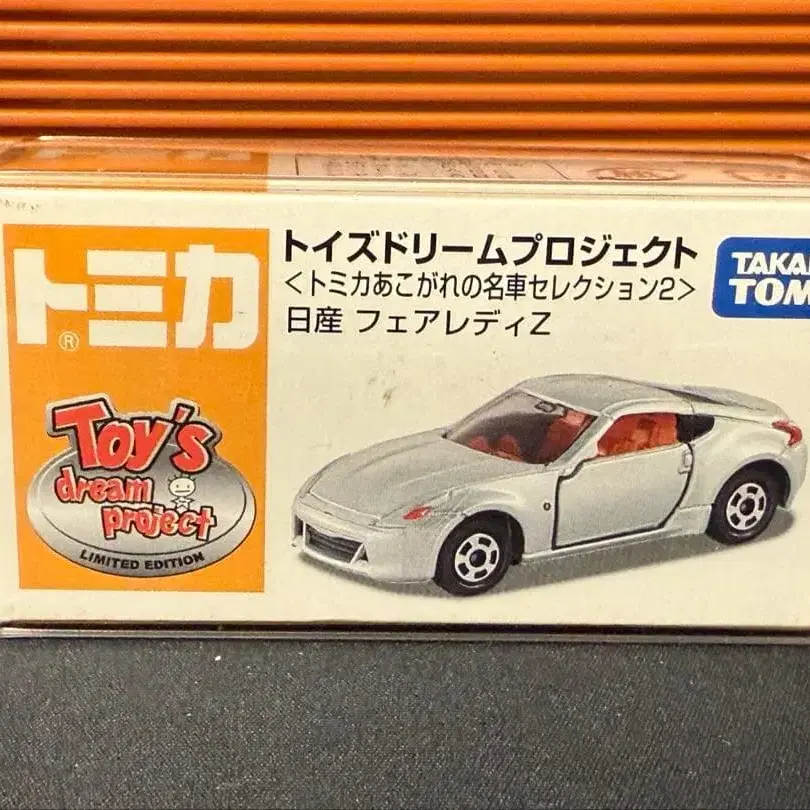 トミカ
®
トイズドリームプロジェクト
<トミカあこがれの名車セレクション2>
日産 フェアレディZ
TAKA
TOM
Toy's
dream
project
LIMITED EDITION